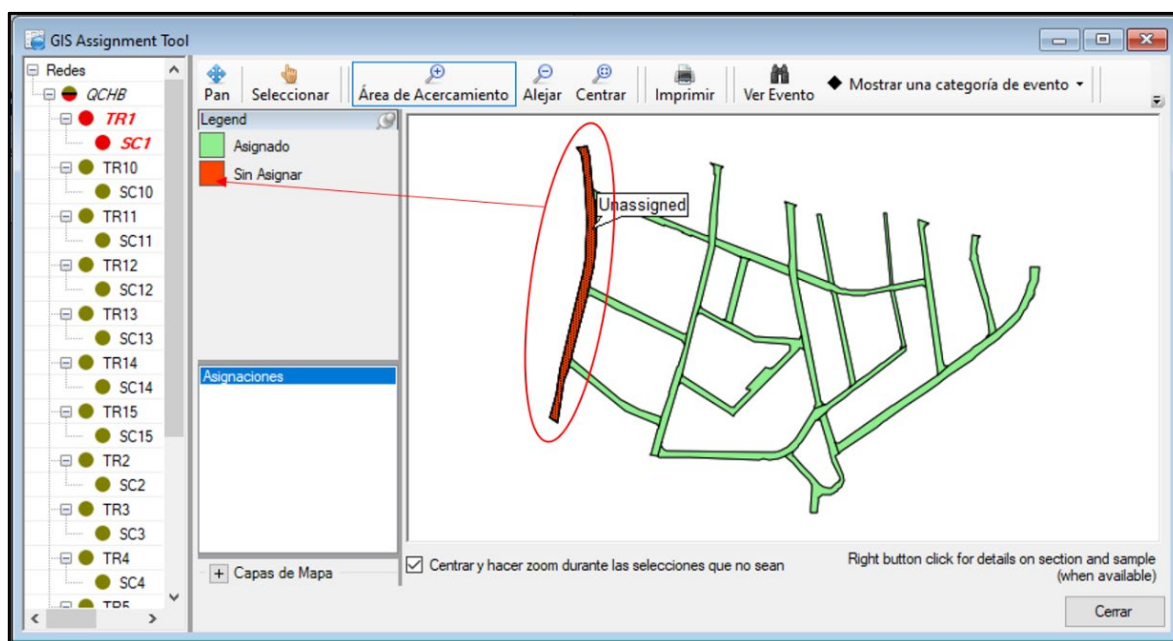 GIS Assignment Tool
Redes
QCHB
TR1
SC1
TR10
SC10
TR11
SC11
TR12
SC12
TR13
SC13
TR14
SC14
TR15
SC15
TR2
SC2
TR3
SC3
TR4
SC4
TR5
Pan Seleccionar Área de Acercamiento Alejar Centrar Imprimir Ver Evento Mostrar una categoría de evento
Legend
Asignado
Sin Asignar
Asignaciones
Capas de Mapa
Unassigned
Centrar y hacer zoom durante las selecciones que no sean
Right button click for details on section and sample
(when available)
Cerrar